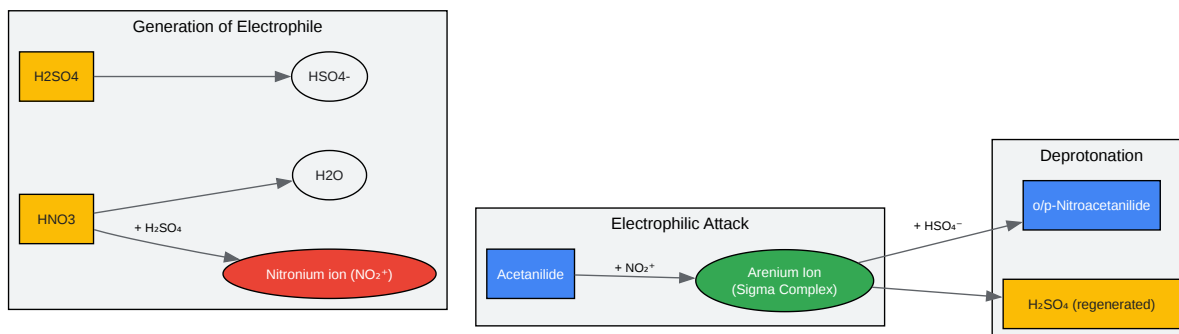 Generation of Electrophile
H2SO4
HSO4-
HNO3
H2O
+ H₂SO₄
Nitronium ion (NO₂⁺)
Electrophilic Attack
Acetanilide
+ NO₂⁺
Arenium Ion
(Sigma Complex)
+ HSO₄⁻
Deprotonation
o/p-Nitroacetanilide
H₂SO₄ (regenerated)